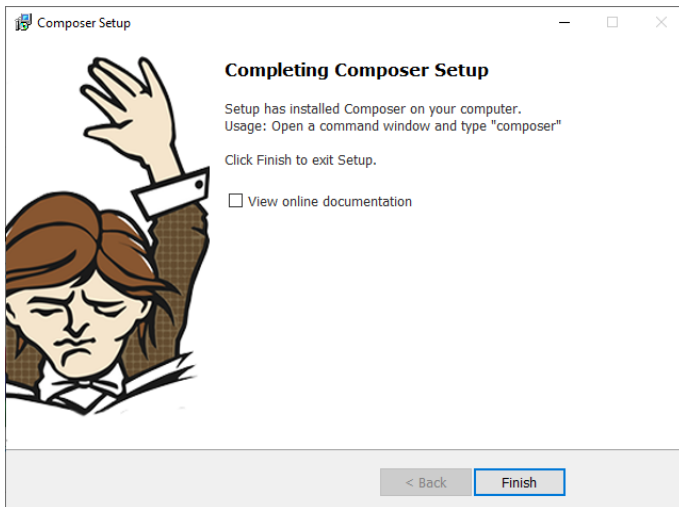 Composer Setup
Completing Composer Setup
Setup has installed Composer on your computer.
Usage: Open a command window and type "composer"
Click Finish to exit Setup.
View online documentation
< Back
Finish